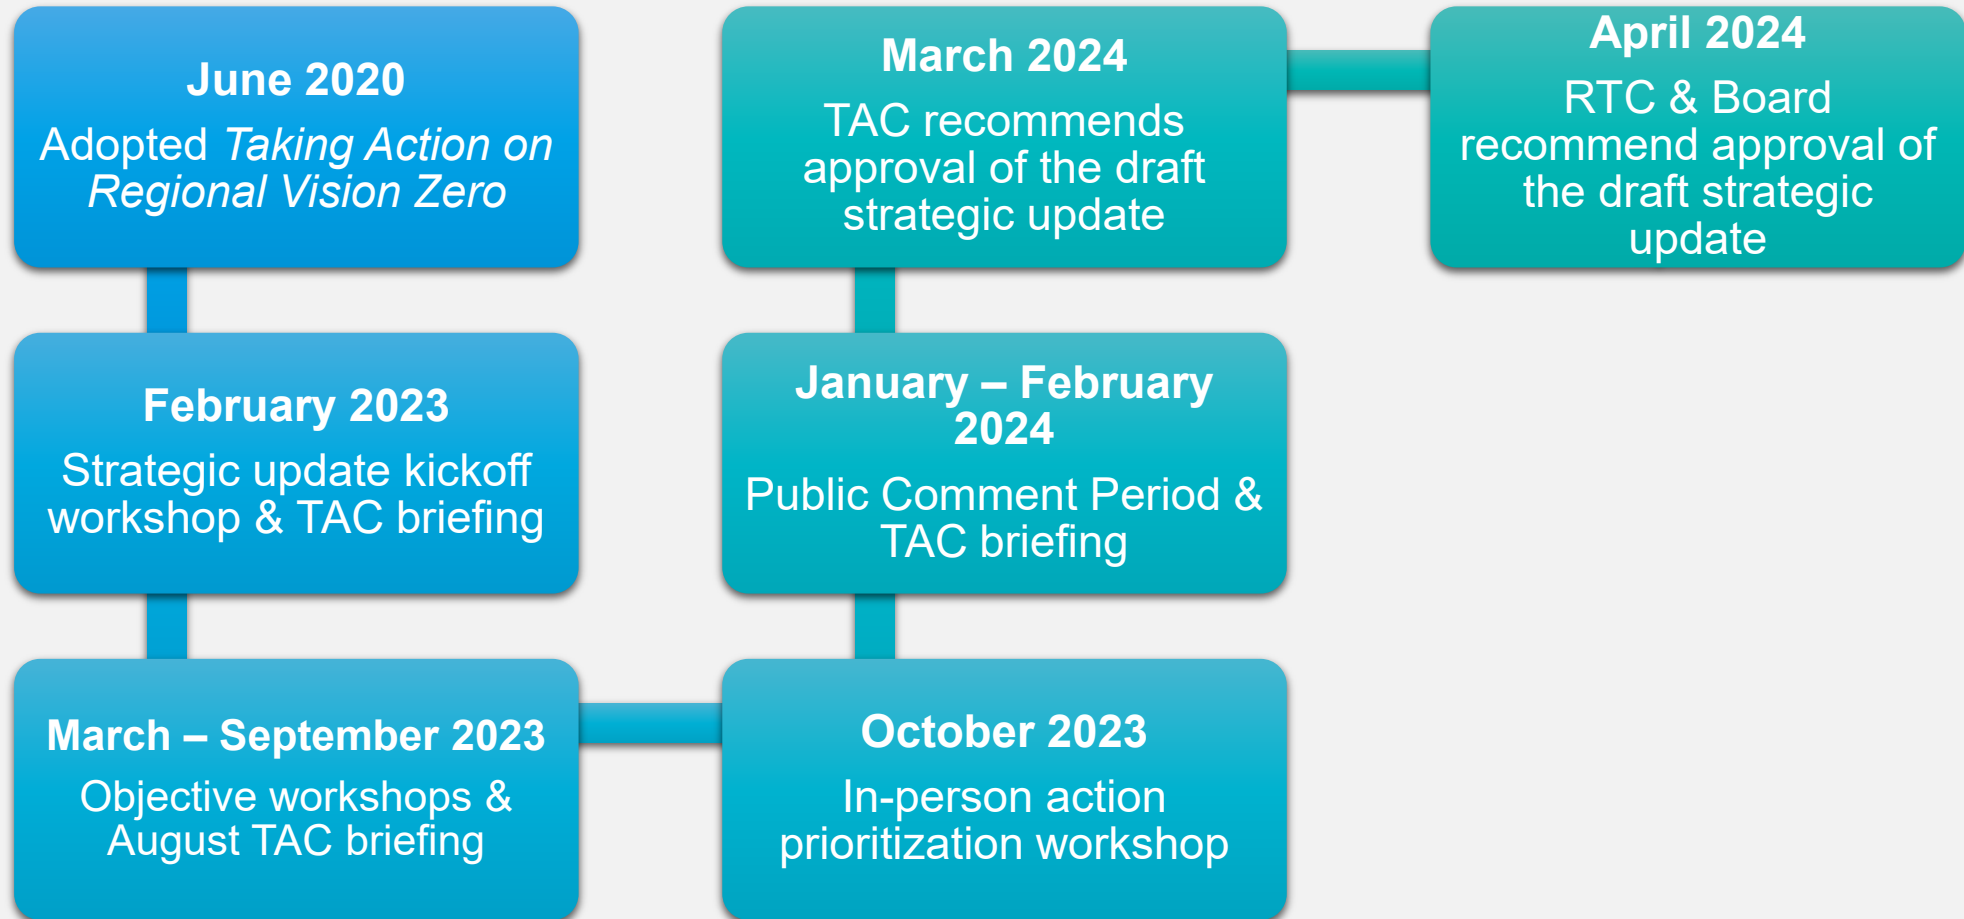 June 2020
Adopted Taking Action on
Regional Vision Zero
February 2023
Strategic update kickoff
workshop & TAC briefing
March – September 2023
Objective workshops &
August TAC briefing
October 2023
In-person action
prioritization workshop
January – February
2024
Public Comment Period &
TAC briefing
March 2024
TAC recommends
approval of the draft
strategic update
April 2024
RTC & Board
recommend approval of
the draft strategic
update